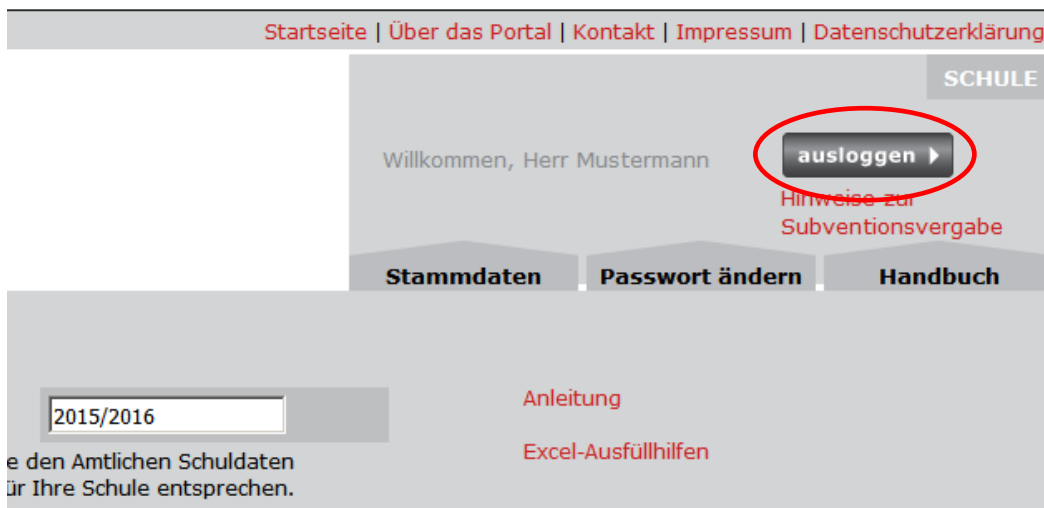 Startseite | Über das Portal | Kontakt | Impressum | Datenschutzerklärung
SCHULE
Willkommen, Herr Mustermann
ausloggen
Hinweise zur
Subventionsvergabe
Stammdaten
Passwort ändern
Handbuch
2015/2016
Anleitung
Excel-Ausfüllhilfen
e den Amtlichen Schuldaten
ür Ihre Schule entsprechen.